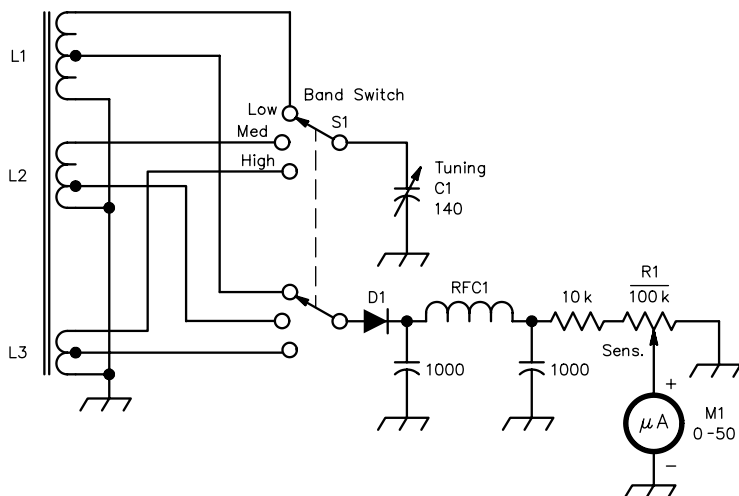 L1
Band Switch
Low
S1
Med
High
L2
Tuning
C1
140
D1
RFC1
10 k
R1
100 k
Sens.
L3
1000
1000
+
μA
M1
0-50
−